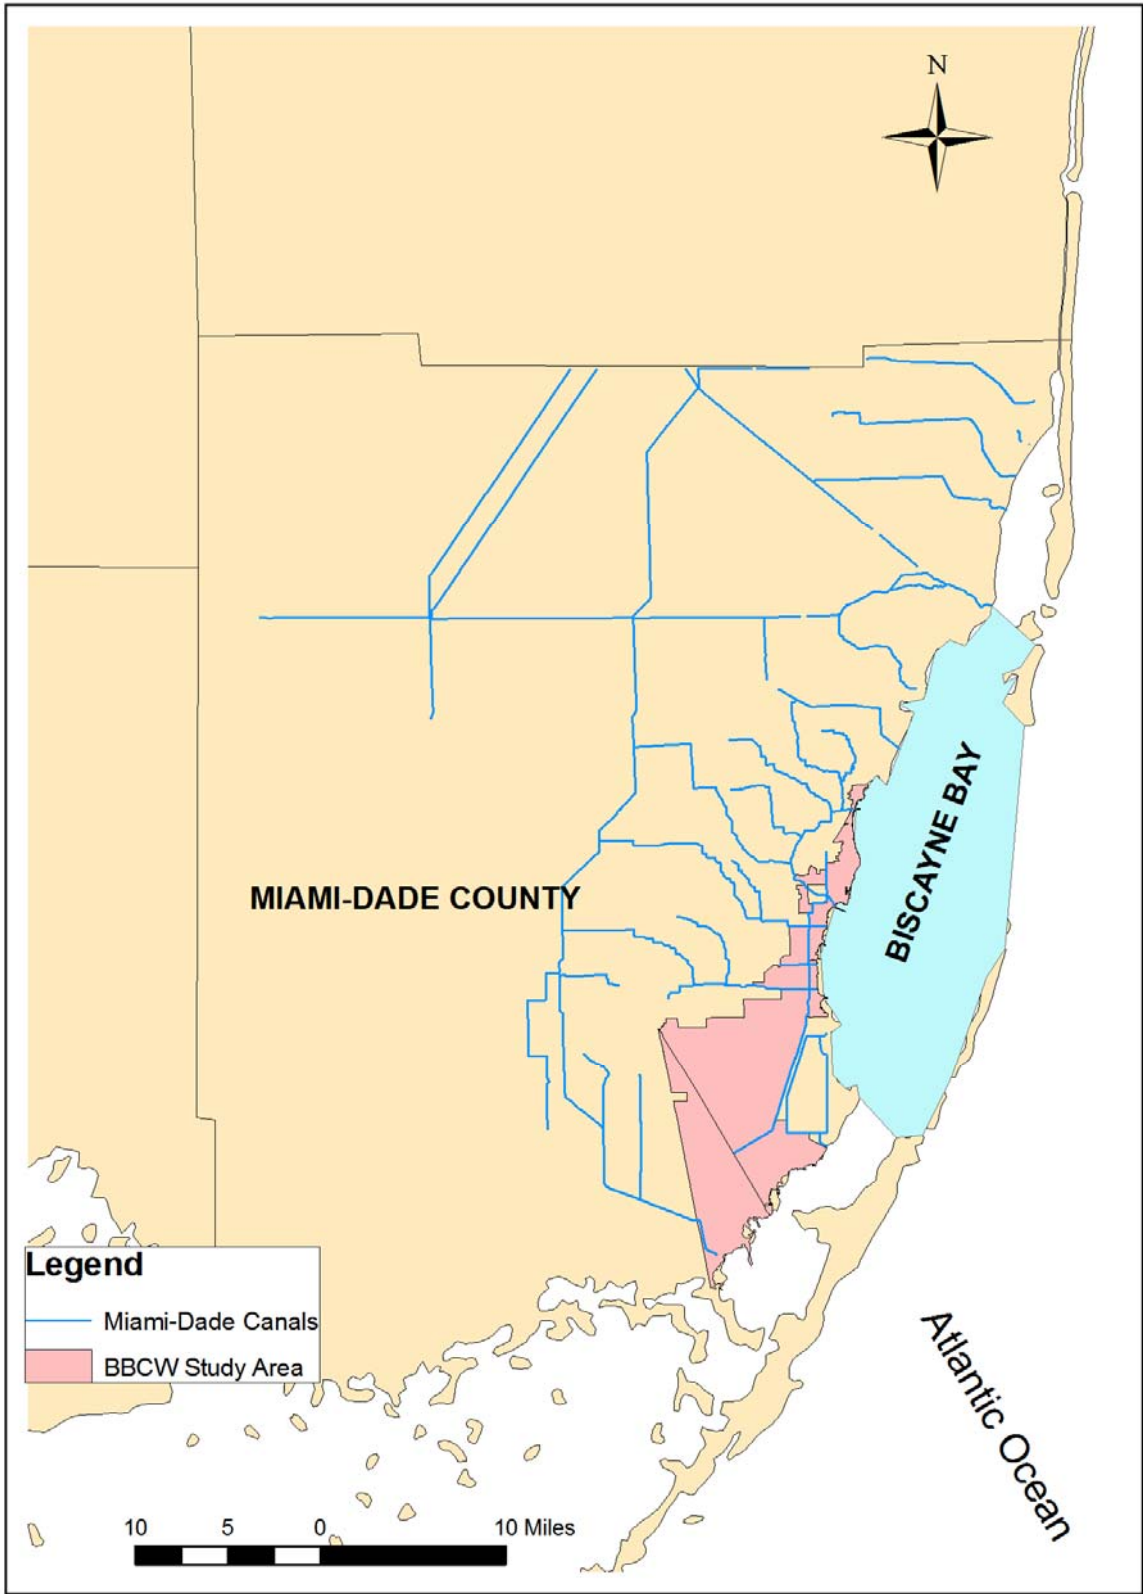 N
BISCAYNE BAY
MIAMI-DADE COUNTY
Legend
Miami-Dade Canals
BBCW Study Area
Atlantic Ocean
10 5 0 10 Miles